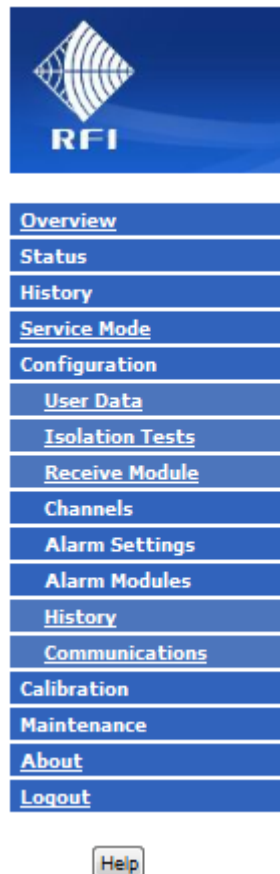 RFI
Overview
Status
History
Service Mode
Configuration
User Data
Isolation Tests
Receive Module
Channels
Alarm Settings
Alarm Modules
History
Communications
Calibration
Maintenance
About
Logout
Help